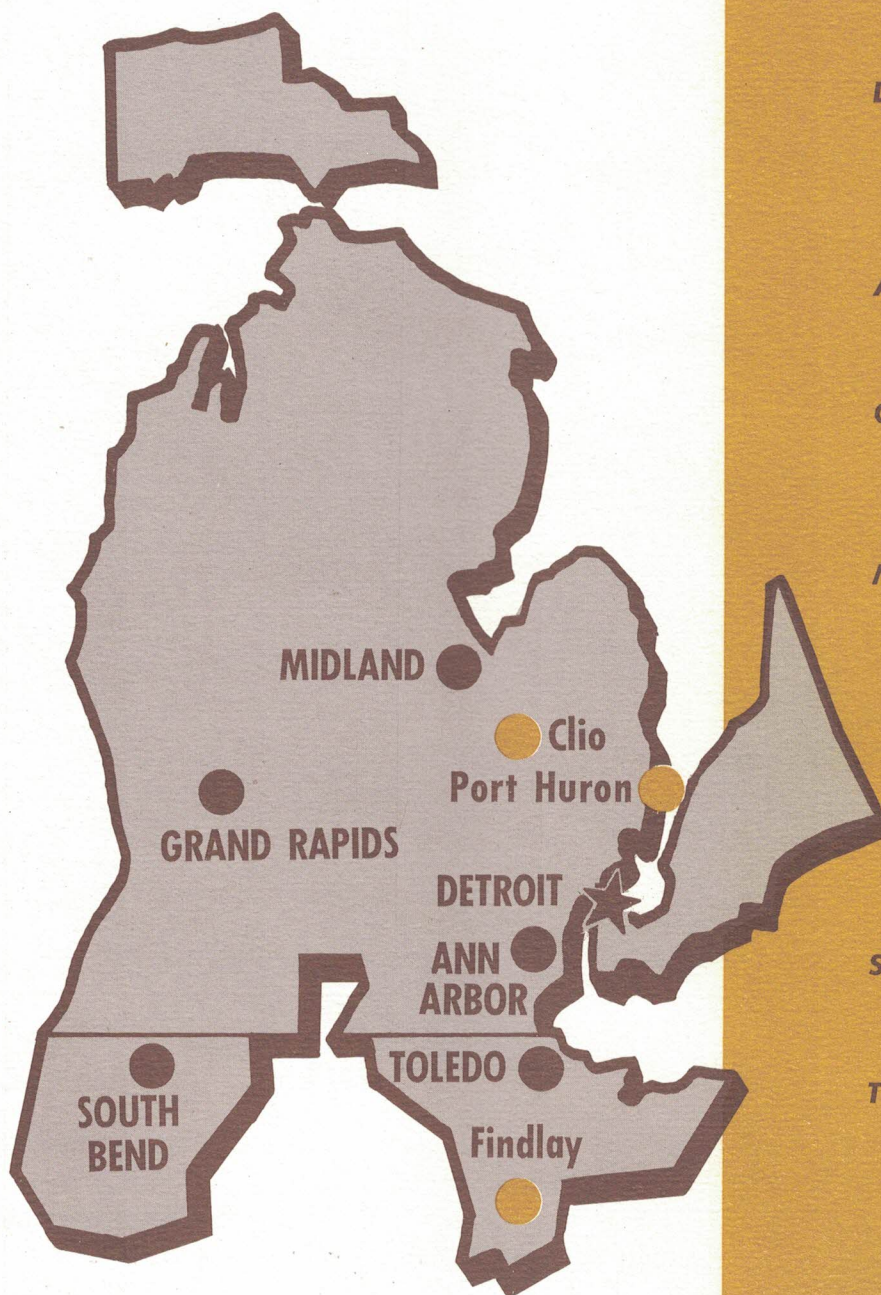 MIDLAND
Clio
Port Huron
GRAND RAPIDS
DETROIT
ANN
ARBOR
TOLEDO
SOUTH
BEND
Findlay